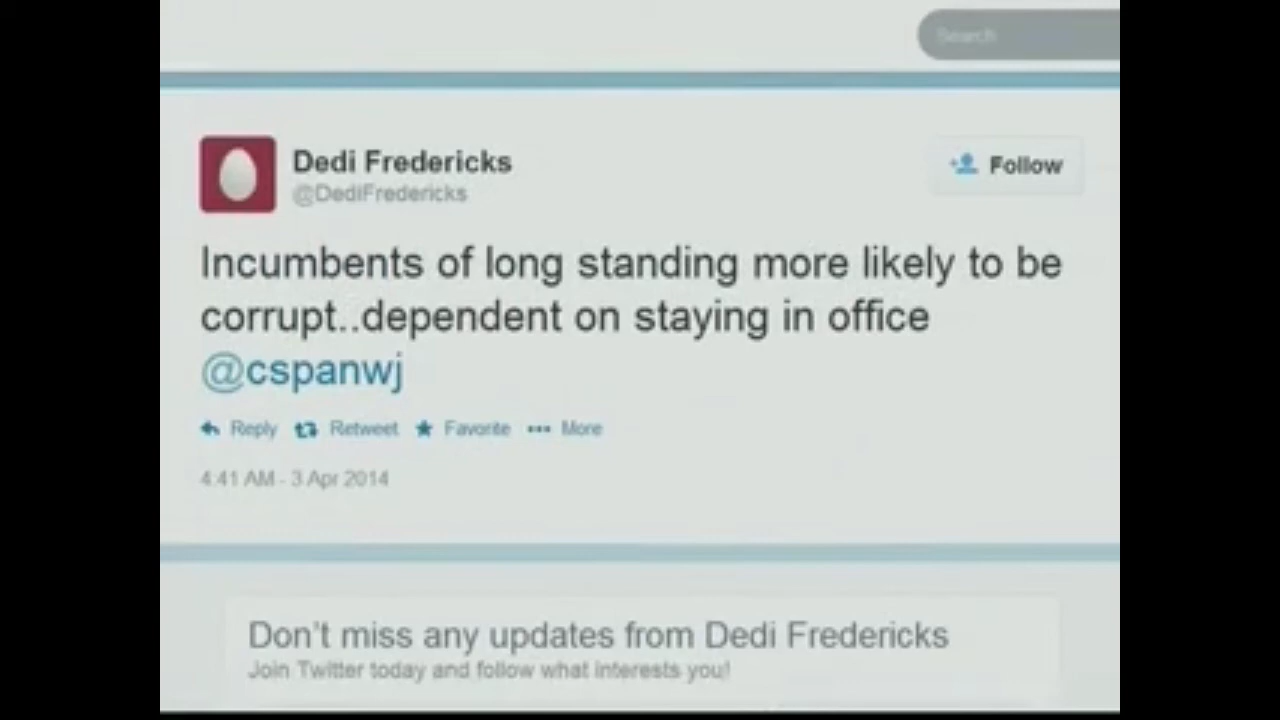 Search
Dedi Fredericks
@DediFredericks
Follow
Incumbents of long standing more likely to be
corrupt..dependent on staying in office
@cspanwj
Reply Retweet Favorite More
4:41 AM - 3 Apr 2014
Don't miss any updates from Dedi Fredericks
Join Twitter today and follow what interests you!